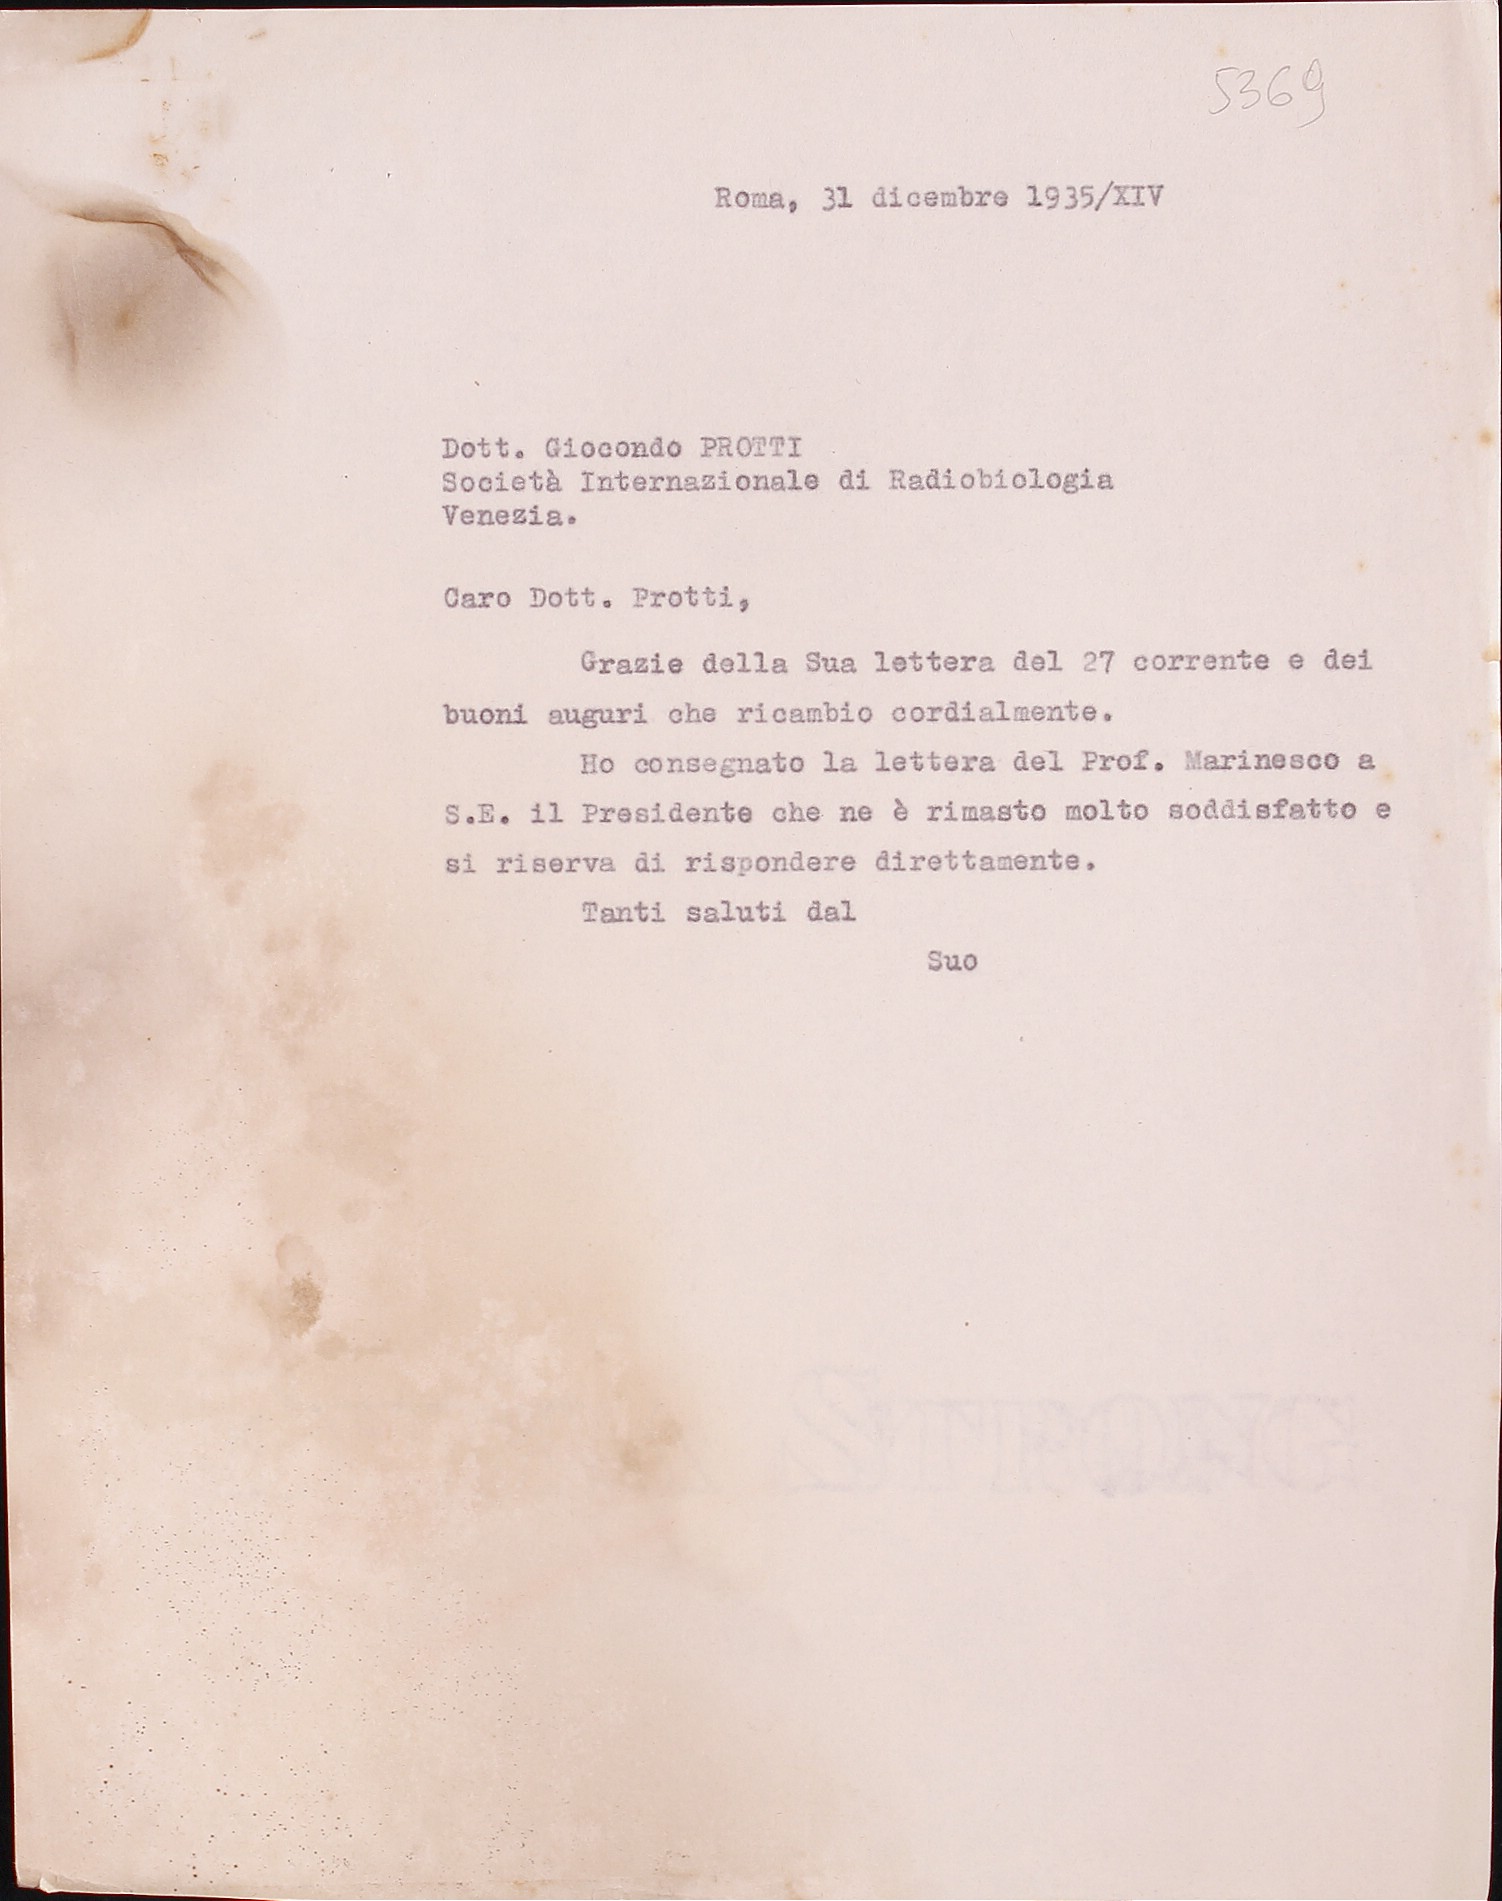 5369
Roma, 31 dicembre 1935/XIV
Dott. Giocondo PROTTI
Società Internazionale di Radiobiologia
Venezia.
Caro Dott. Protti,
Grazie della Sua lettera del 27 corrente e dei
buoni auguri che ricambio cordialmente.
Ho consegnato la lettera del Prof. Marinesco a
S.E. il Presidente che ne è rimasto molto soddisfatto e
si riserva di rispondere direttamente.
Tanti saluti dal
Suo